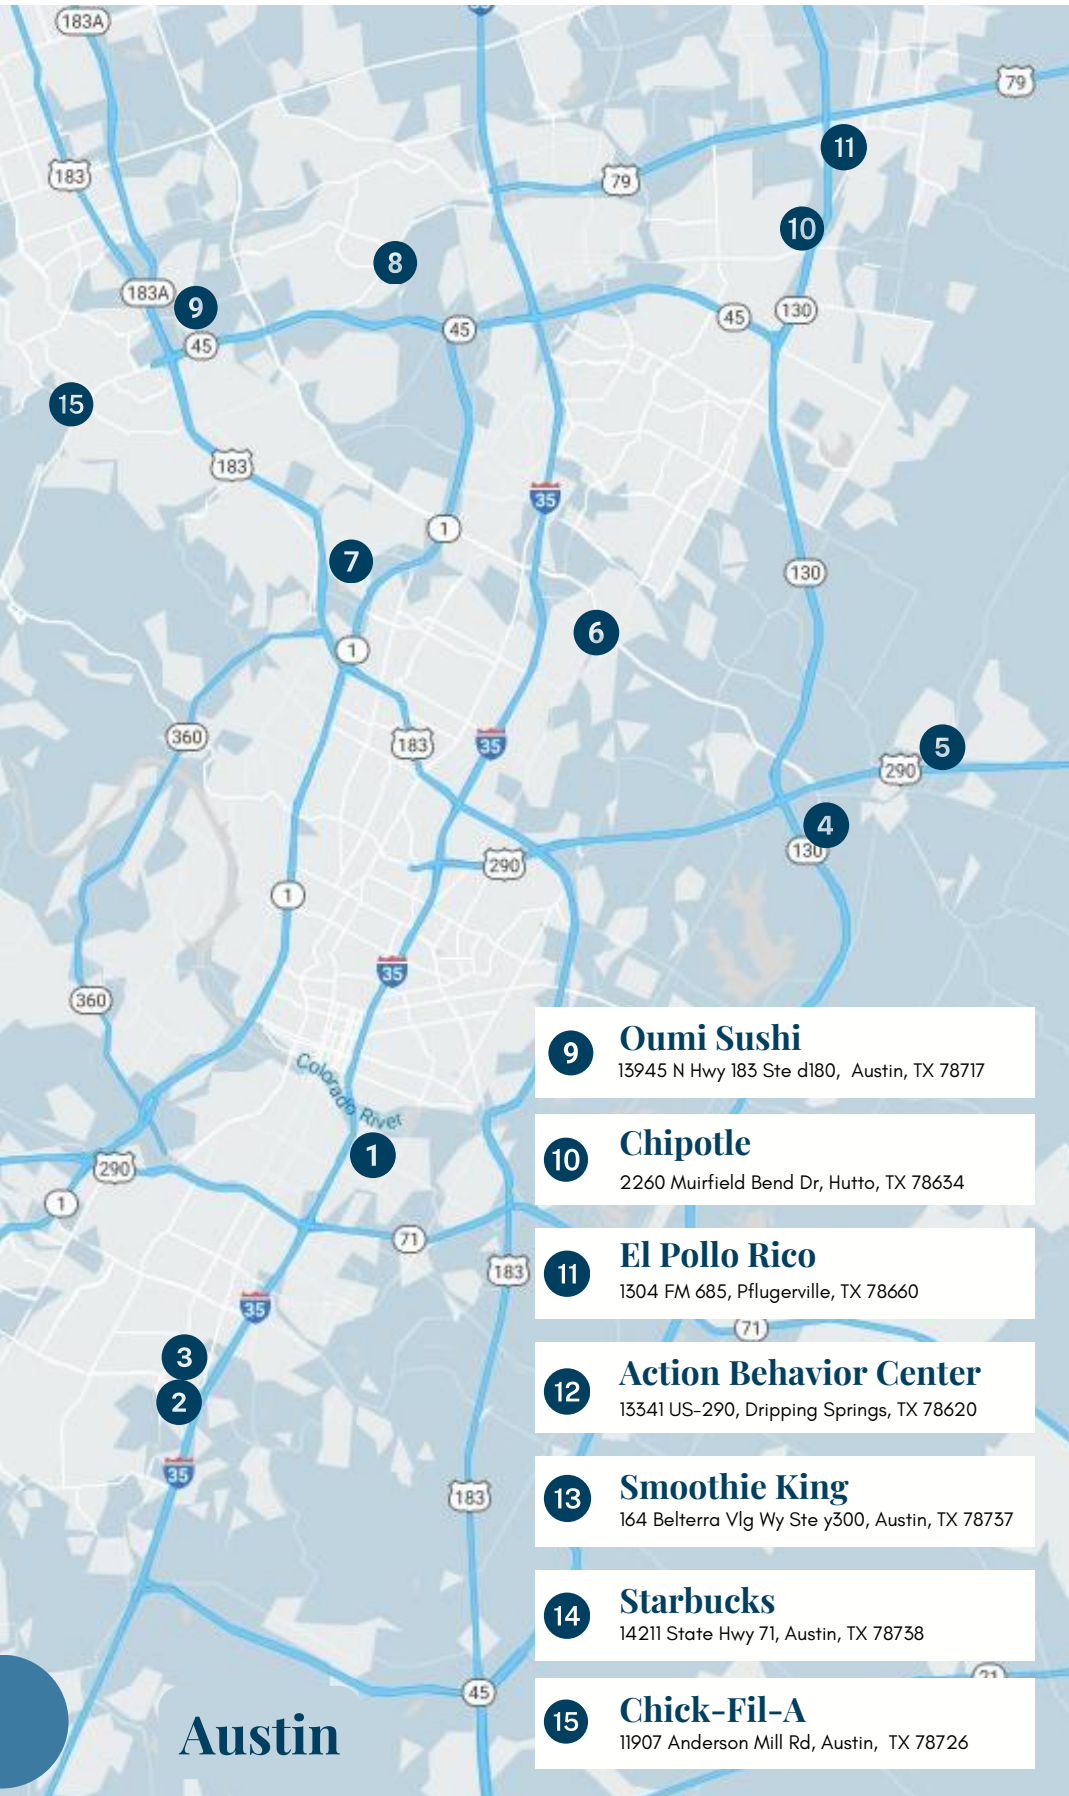 183A
79
11
183
79
10
8
183A
9
45
45
45
130
15
183
35
1
7
130
6
1
360
183
35
5
290
4
130
290
1
35
360
Colorado River
1
290
1
71
183
35
3
2
35
183
45
71
21
9
Oumi Sushi
13945 N Hwy 183 Ste d180, Austin, TX 78717
10
Chipotle
2260 Muirfield Bend Dr, Hutto, TX 78634
11
El Pollo Rico
1304 FM 685, Pflugerville, TX 78660
12
Action Behavior Center
13341 US-290, Dripping Springs, TX 78620
13
Smoothie King
164 Belterra Vlg Wy Ste y300, Austin, TX 78737
14
Starbucks
14211 State Hwy 71, Austin, TX 78738
15
Chick-Fil-A
11907 Anderson Mill Rd, Austin, TX 78726
Austin